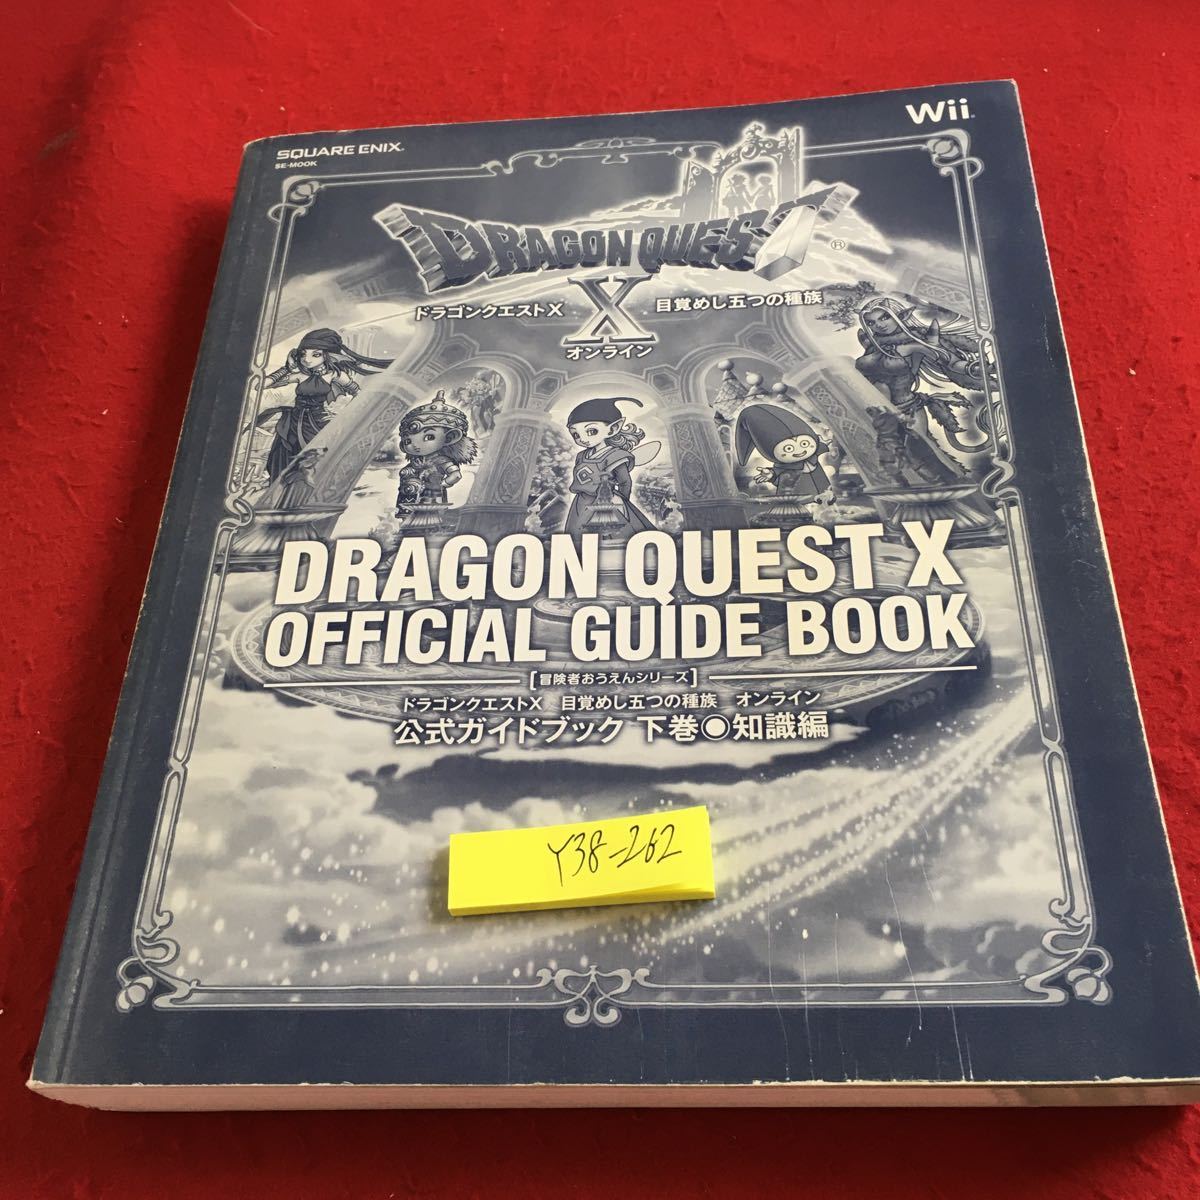 SQUARE ENIX.
SE-MOOK
Wii
DRAGON QUEST®
X
ドラゴンクエストX
目覚めし五つの種族
オンライン
DRAGON QUEST X
OFFICIAL GUIDE BOOK
[冒険者おうえんシリーズ]
ドラゴンクエストX 目覚めし五つの種族 オンライン
公式ガイドブック 下巻●知識編
Y38-262